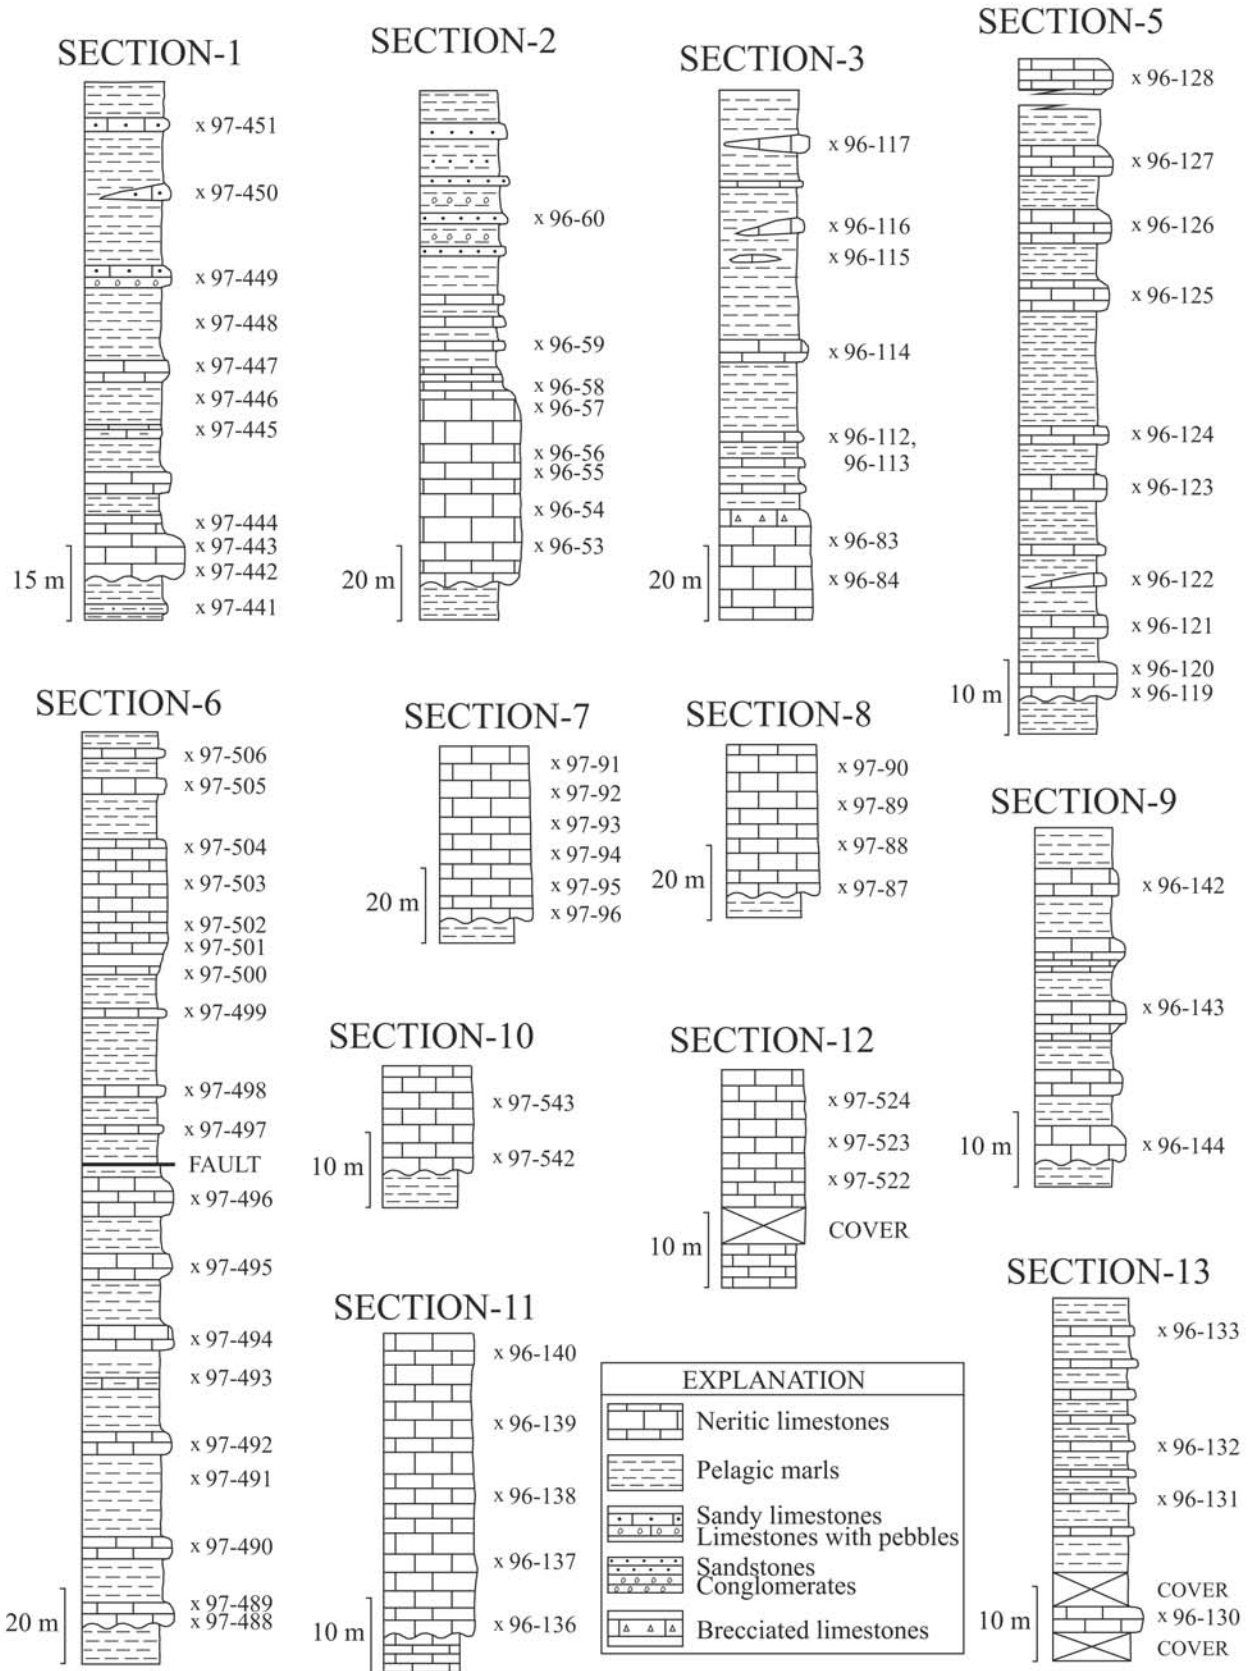 SECTION-1
x 97-451
x 97-450
x 97-449
x 97-448
x 97-447
x 97-446
x 97-445
x 97-444
x 97-443
x 97-442
x 97-441
15 m
SECTION-2
x 96-60
x 96-59
x 96-58
x 96-57
x 96-56
x 96-55
x 96-54
x 96-53
20 m
SECTION-3
x 96-117
x 96-116
x 96-115
x 96-114
x 96-112,
96-113
x 96-83
x 96-84
20 m
SECTION-5
x 96-128
x 96-127
x 96-126
x 96-125
x 96-124
x 96-123
x 96-122
x 96-121
x 96-120
x 96-119
10 m
SECTION-6
x 97-506
x 97-505
x 97-504
x 97-503
x 97-502
x 97-501
x 97-500
x 97-499
x 97-498
x 97-497
FAULT
x 97-496
x 97-495
x 97-494
x 97-493
x 97-492
x 97-491
x 97-490
x 97-489
x 97-488
20 m
SECTION-7
x 97-91
x 97-92
x 97-93
x 97-94
x 97-95
x 97-96
20 m
SECTION-8
x 97-90
x 97-89
x 97-88
x 97-87
20 m
SECTION-9
x 96-142
x 96-143
x 96-144
10 m
SECTION-10
x 97-543
x 97-542
10 m
SECTION-12
x 97-524
x 97-523
x 97-522
COVER
10 m
SECTION-11
x 96-140
x 96-139
x 96-138
x 96-137
x 96-136
10 m
SECTION-13
x 96-133
x 96-132
x 96-131
COVER
x 96-130
COVER
10 m
EXPLANATION
Neritic limestones
Pelagic marls
Sandy limestones
Limestones with pebbles
Sandstones
Conglomerates
Brecciated limestones